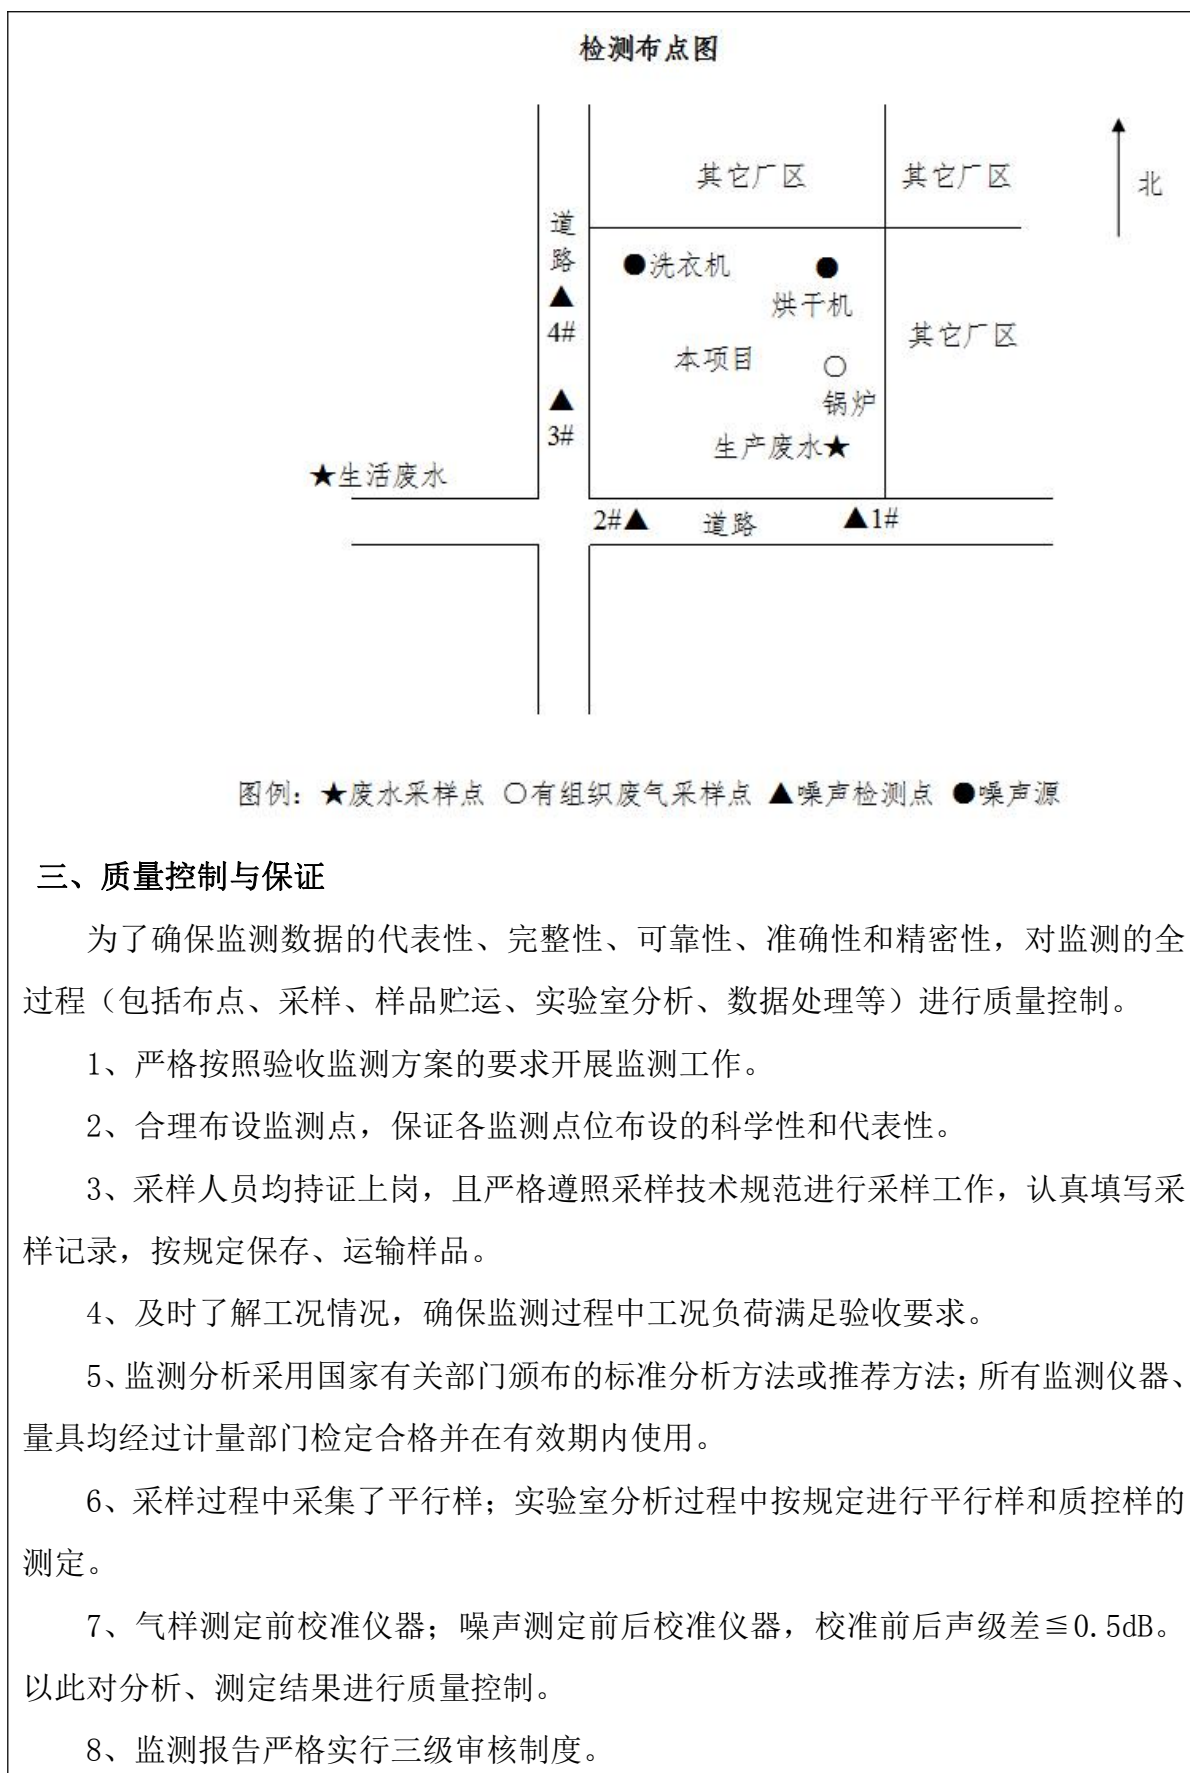 检测布点图
其它厂区 其它厂区
北
道路
●洗衣机 ●
烘干机
▲
4#
其它厂区
本项目 ○
锅炉
▲
3#
生产废水★
★生活废水
2#▲ 道路 ▲1#
图例：★废水采样点 ○有组织废气采样点 ▲噪声检测点 ●噪声源
三、质量控制与保证
为了确保监测数据的代表性、完整性、可靠性、准确性和精密性，对监测的全
过程（包括布点、采样、样品贮运、实验室分析、数据处理等）进行质量控制。
1、严格按照验收监测方案的要求开展监测工作。
2、合理布设监测点，保证各监测点位布设的科学性和代表性。
3、采样人员均持证上岗，且严格遵照采样技术规范进行采样工作，认真填写采
样记录，按规定保存、运输样品。
4、及时了解工况情况，确保监测过程中工况负荷满足验收要求。
5、监测分析采用国家有关部门颁布的标准分析方法或推荐方法；所有监测仪器、
量具均经过计量部门检定合格并在有效期内使用。
6、采样过程中采集了平行样；实验室分析过程中按规定进行平行样和质控样的
测定。
7、气样测定前校准仪器；噪声测定前后校准仪器，校准前后声级差≦0.5dB。
以此对分析、测定结果进行质量控制。
8、监测报告严格实行三级审核制度。